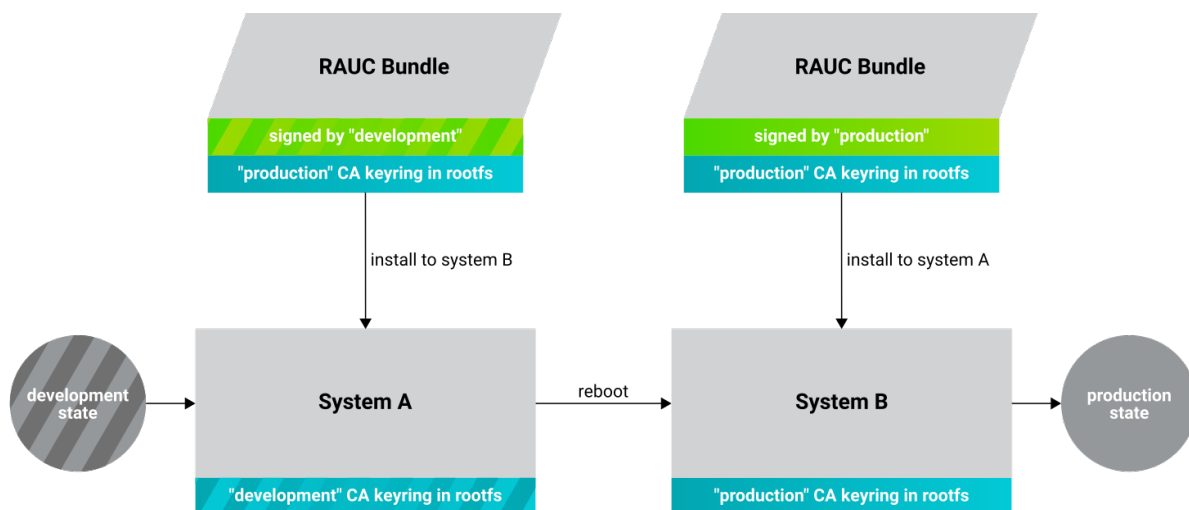 RAUC Bundle
signed by "development"
"production" CA keyring in rootfs
RAUC Bundle
signed by "production"
"production" CA keyring in rootfs
install to system B
install to system A
development
state
System A
"development" CA keyring in rootfs
reboot
System B
"production" CA keyring in rootfs
production
state